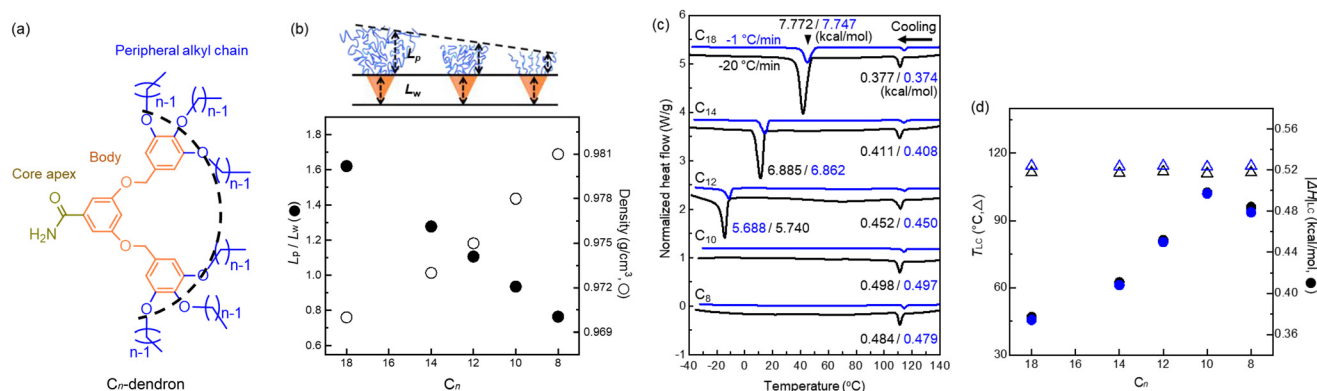 (a)
Peripheral alkyl chain
n-1
n-1
n-1
O
O
O
Body
Core apex
O
O
H₂N
O
O
O
O
n-1
n-1
n-1
Cn-dendron
(b)
Lp
Lw
Lp / Lw (●)
1.8
1.6
1.4
1.2
1.0
0.8
0.6
18
16
14
12
10
8
Cn
0.981
0.978
0.975
0.972
0.969
Density (g/cm³, ○)
(c)
Normalized heat flow (W/g)
6
5
4
3
2
1
0
-1
7.772 / 7.747
(kcal/mol)
Cooling
C18
-1 °C/min
-20 °C/min
0.377 / 0.374
(kcal/mol)
C14
0.411 / 0.408
6.885 / 6.862
C12
5.688 / 5.740
0.452 / 0.450
C10
0.498 / 0.497
C8
0.484 / 0.479
-40
-20
0
20
40
60
80
100
120
140
Temperature (°C)
(d)
TLC (°C, △)
120
90
60
30
18
16
14
12
10
8
Cn
0.56
0.52
0.48
0.44
0.40
0.36
|ΔH|LC (kcal/mol, ●)